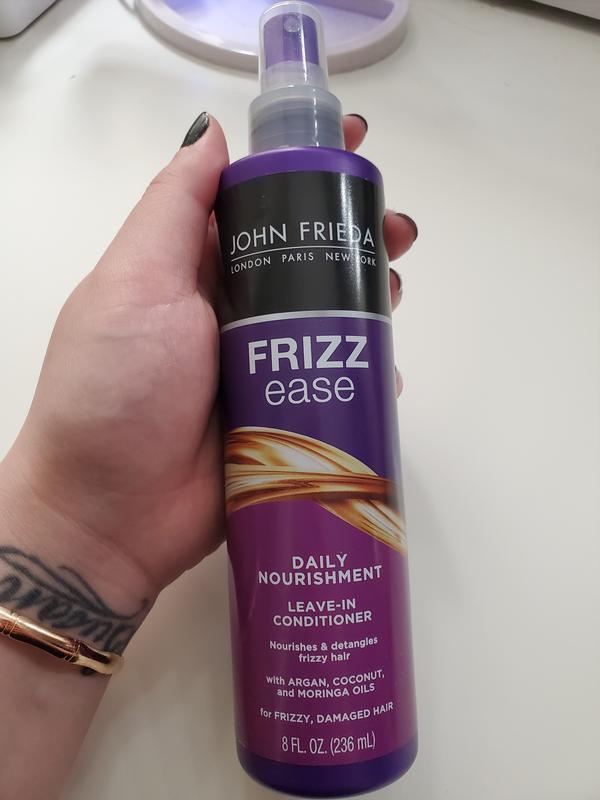 JOHN FRIEDA
LONDON PARIS NEW YORK
FRIZZ
ease
DAILY
NOURISHMENT
LEAVE-IN
CONDITIONER
Nourishes & detangles
frizzy hair
with ARGAN, COCONUT,
and MORINGA OILS
for FRIZZY, DAMAGED HAIR
8 FL. OZ. (236 mL)